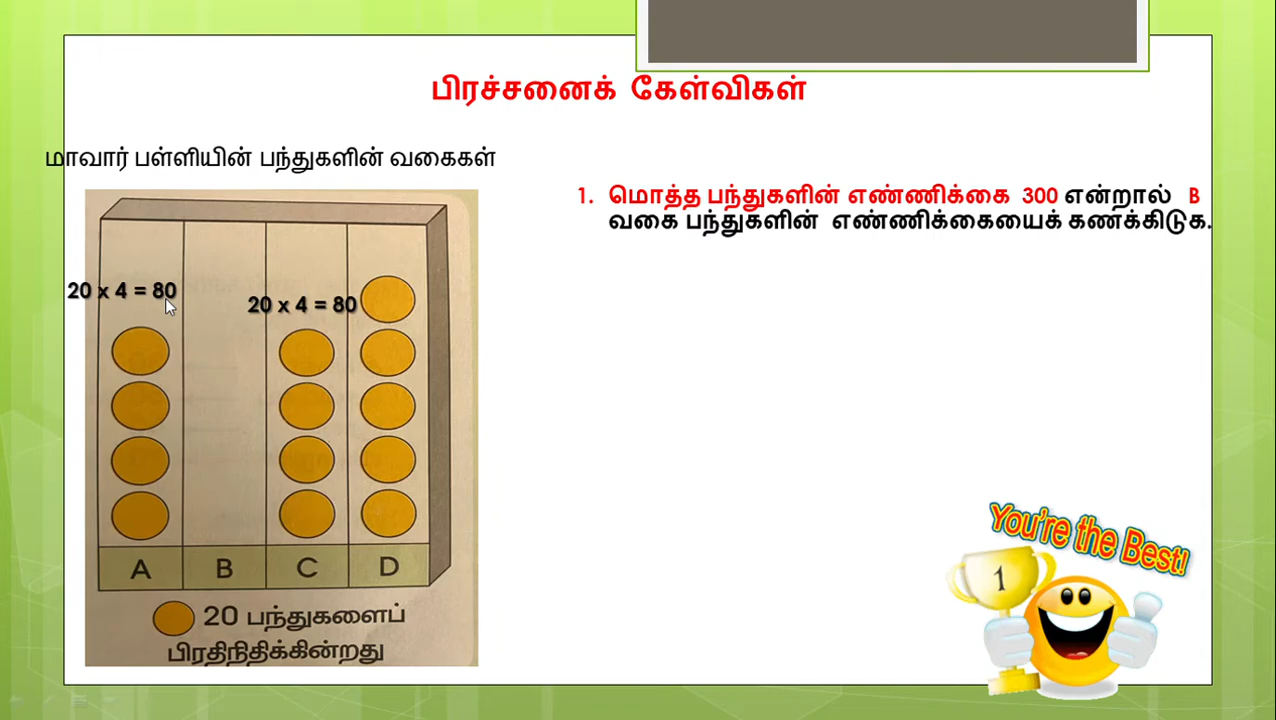 பிரச்சனைக் கேள்விகள்
மாவார் பள்ளியின் பந்துகளின் வகைகள்
1. மொத்த பந்துகளின் எண்ணிக்கை 300 என்றால் B
வகை பந்துகளின் எண்ணிக்கையைக் கணக்கிடுக.
20 x 4 = 80
20 x 4 = 80
A B C D
20 பந்துகளைப்
பிரதிநிதிக்கின்றது
You're the Best!
1